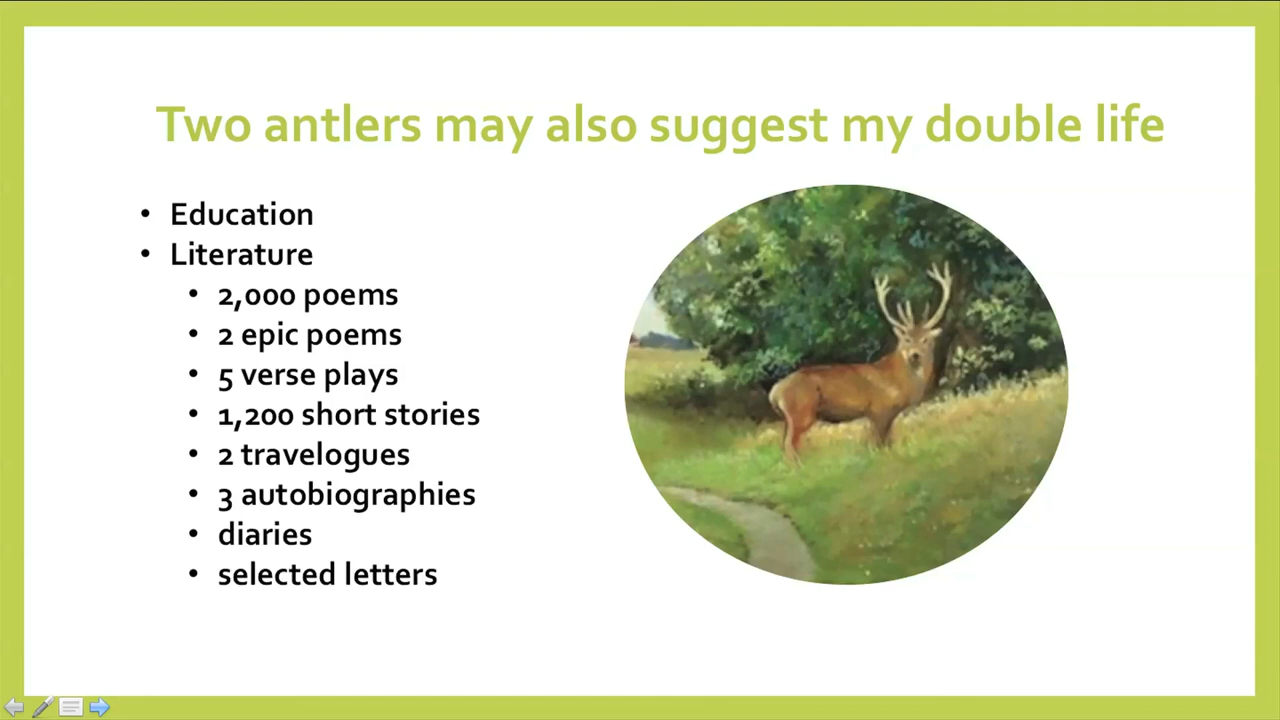 Two antlers may also suggest my double life
• Education
• Literature
• 2,000 poems
• 2 epic poems
• 5 verse plays
• 1,200 short stories
• 2 travelogues
• 3 autobiographies
• diaries
• selected letters